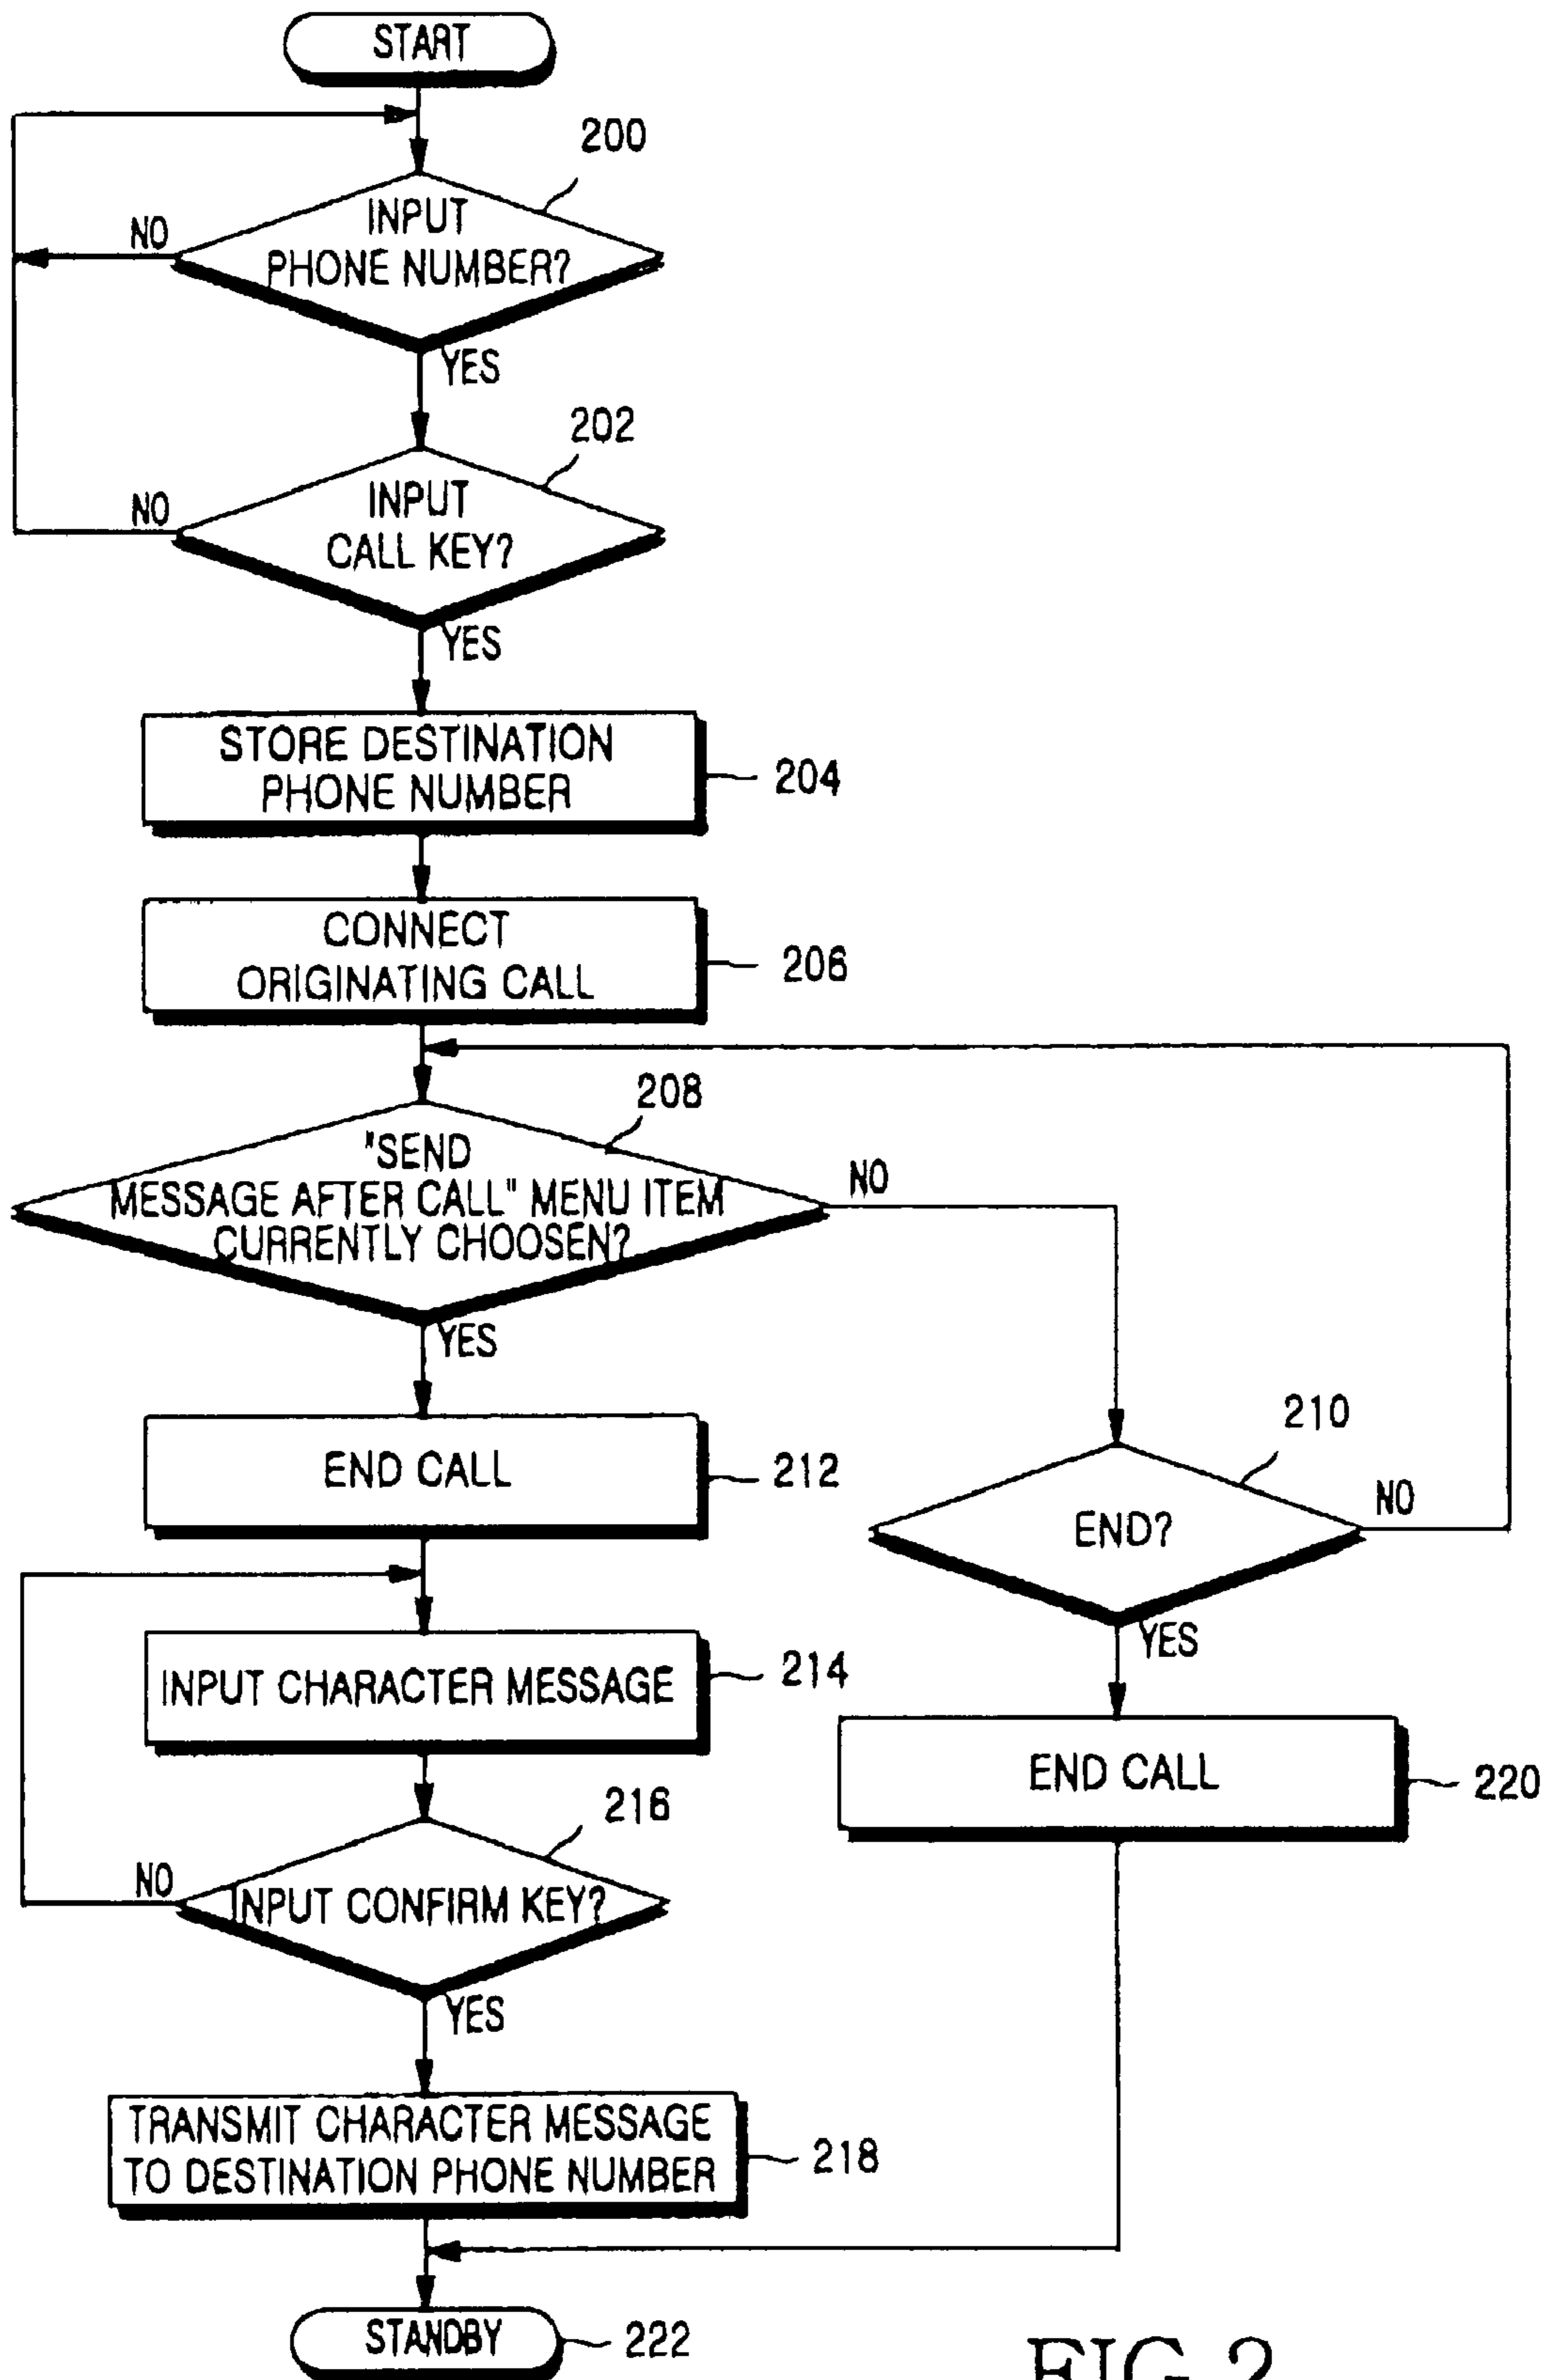 START
200
INPUT
PHONE NUMBER?
NO
YES
202
INPUT
CALL KEY?
NO
YES
STORE DESTINATION
PHONE NUMBER
204
CONNECT
ORIGINATING CALL
206
208
"SEND
MESSAGE AFTER CALL" MENU ITEM
CURRENTLY CHOOSEN?
NO
YES
210
END?
NO
YES
END CALL
212
INPUT CHARACTER MESSAGE
214
END CALL
220
216
INPUT CONFIRM KEY?
NO
YES
TRANSMIT CHARACTER MESSAGE
TO DESTINATION PHONE NUMBER
218
STANDBY
222
FIG.2